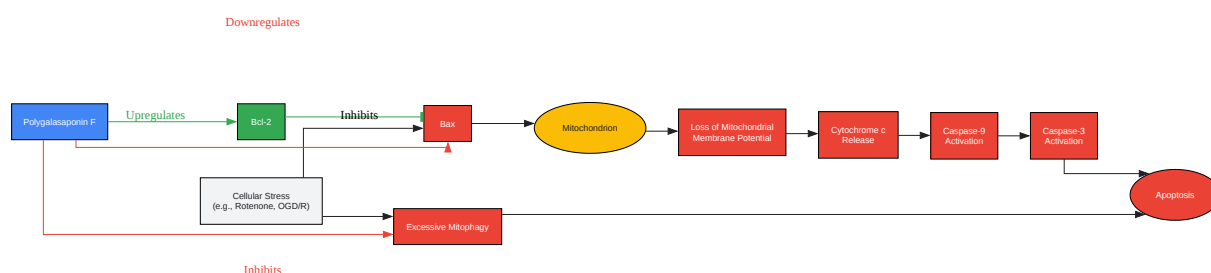 Downregulates
Polygalasaponin F
Upregulates
Bcl-2
Inhibits
Bax
Mitochondrion
Loss of Mitochondrial
Membrane Potential
Cytochrome c
Release
Caspase-9
Activation
Caspase-3
Activation
Cellular Stress
(e.g., Rotenone, OGD/R)
Excessive Mitophagy
Apoptosis
Inhibits